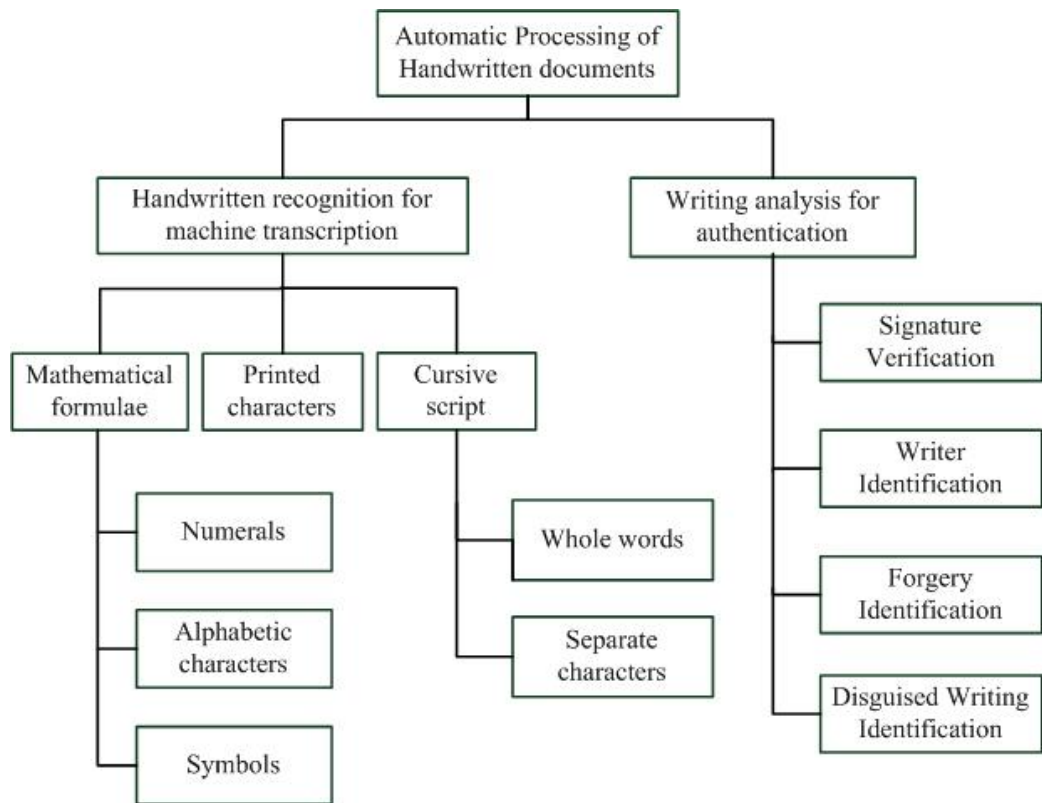 Automatic Processing of
Handwritten documents
Handwritten recognition for
machine transcription
Writing analysis for
authentication
Mathematical
formulae
Printed
characters
Cursive
script
Numerals
Alphabetic
characters
Symbols
Whole words
Separate
characters
Signature
Verification
Writer
Identification
Forgery
Identification
Disguised Writing
Identification